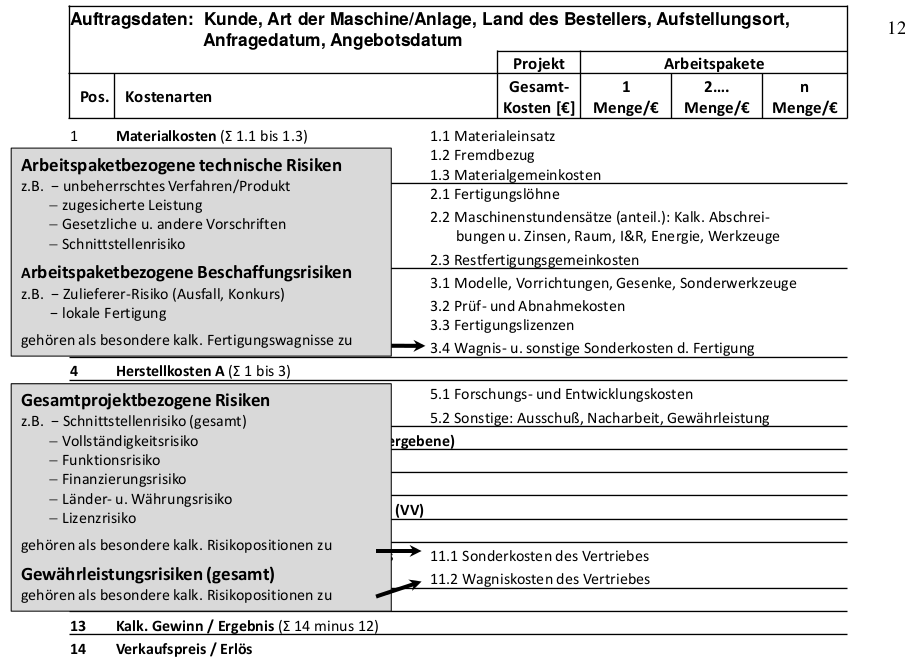 Auftragsdaten: Kunde, Art der Maschine/Anlage, Land des Bestellers, Aufstellungsort,
Anfragedatum, Angebotsdatum
12
Projekt Arbeitspakete
Pos. Kostenarten Gesamt- 1 2.... n
Kosten [€] Menge/€ Menge/€ Menge/€
1 Materialkosten (Σ 1.1 bis 1.3) 1.1 Materialeinsatz
1.2 Fremdbezug
1.3 Materialgemeinkosten
2.1 Fertigungslöhne
2.2 Maschinenstundensätze (anteil.): Kalk. Abschrei-
bungen u. Zinsen, Raum, I&R, Energie, Werkzeuge
2.3 Restfertigungsgemeinkosten
3.1 Modelle, Vorrichtungen, Gesenke, Sonderwerkzeuge
3.2 Prüf- und Abnahmekosten
3.3 Fertigungslizenzen
3.4 Wagnis- u. sonstige Sonderkosten d. Fertigung
Arbeitspaketbezogene technische Risiken
z.B. – unbeherrschtes Verfahren/Produkt
– zugesicherte Leistung
– Gesetzliche u. andere Vorschriften
– Schnittstellenrisiko
Arbeitspaketbezogene Beschaffungsrisiken
z.B. – Zulieferer-Risiko (Ausfall, Konkurs)
– lokale Fertigung
gehören als besondere kalk. Fertigungswagnisse zu
4 Herstellkosten A (Σ 1 bis 3)
5.1 Forschungs- und Entwicklungskosten
5.2 Sonstige: Ausschuß, Nacharbeit, Gewährleistung
ergebene)
(VV)
Gesamtprojektbezogene Risiken
z.B. – Schnittstellenrisiko (gesamt)
– Vollständigkeitsrisiko
– Funktionsrisiko
– Finanzierungsrisiko
– Länder- u. Währungsrisiko
– Lizenzrisiko
gehören als besondere kalk. Risikopositionen zu
11.1 Sonderkosten des Vertriebes
Gewährleistungsrisiken (gesamt)
11.2 Wagniskosten des Vertriebes
gehören als besondere kalk. Risikopositionen zu
13 Kalk. Gewinn / Ergebnis (Σ 14 minus 12)
14 Verkaufspreis / Erlös